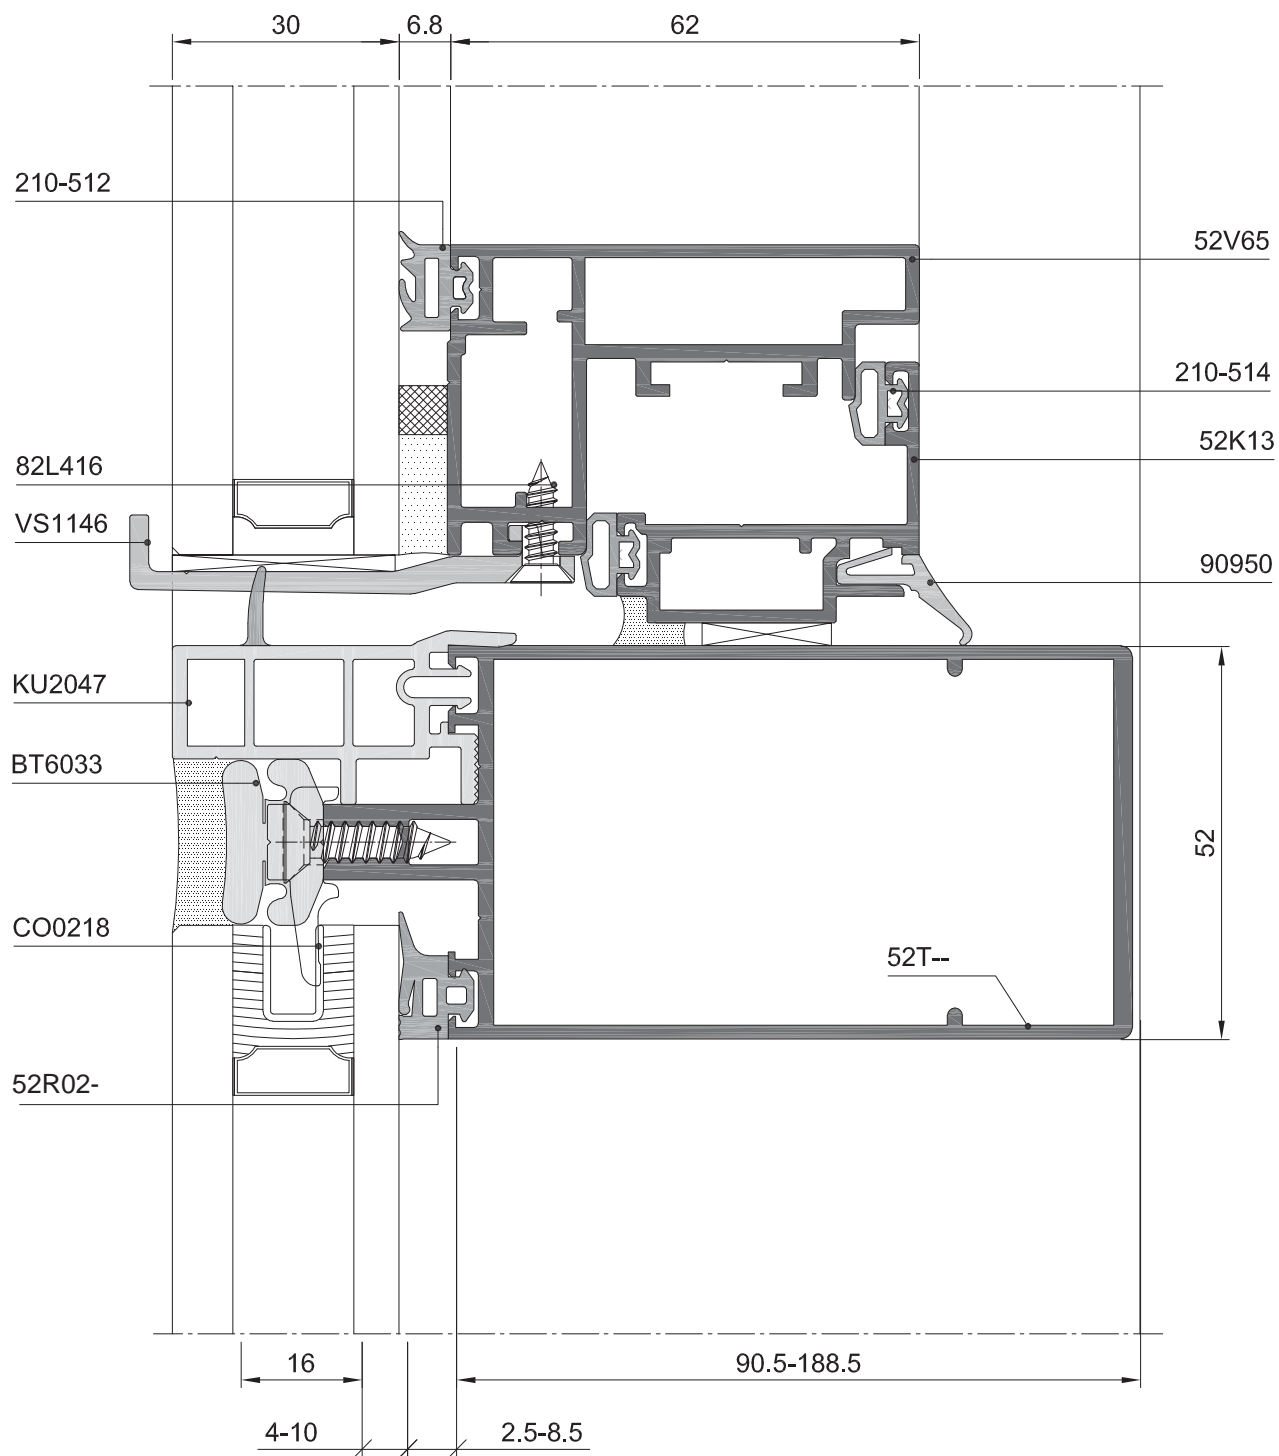 30 6.8 62
210-512
52V65
210-514
52K13
82L416
VS1146
90950
KU2047
BT6033
52
CO0218
52T--
52R02-
16 90.5-188.5
4-10 2.5-8.5